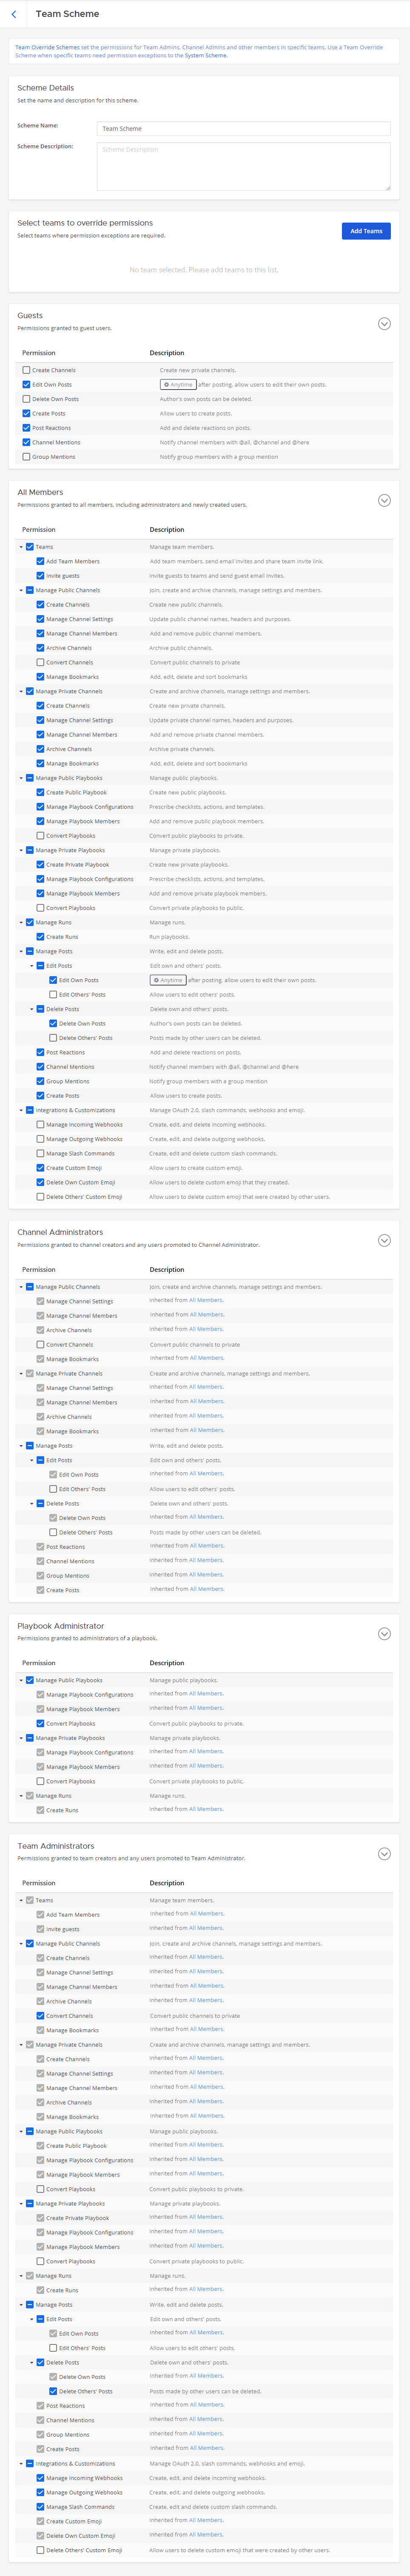 Team Scheme
Team Override Schemes set the permissions for Team Admins, Channel Admins and other members in specific teams. Use a Team Override
Scheme when specific teams need permission exceptions to the System Scheme.
Scheme Details
Set the name and description for this scheme.
Scheme Name:
Team Scheme
Scheme Description:
Scheme Description
Select teams to override permissions
Select teams where permission exceptions are required.
Add Teams
No team selected. Please add teams to this list.
Guests
Permissions granted to guest users.
Permission Description
Create Channels Create new private channels.
Edit Own Posts Anytime after posting, allow users to edit their own posts.
Delete Own Posts Author's own posts can be deleted.
Create Posts Allow users to create posts.
Post Reactions Add and delete reactions on posts.
Channel Mentions Notify channel members with @all, @channel and @here
Group Mentions Notify group members with a group mention
All Members
Permissions granted to all members, including administrators and newly created users.
Permission Description
Teams Manage team members.
Add Team Members Add team members, send email invites and share team invite link.
Invite guests Invite guests to teams and send guest email invites.
Manage Public Channels Join, create and archive channels, manage settings and members.
Create Channels Create new public channels.
Manage Channel Settings Update public channel names, headers and purposes.
Manage Channel Members Add and remove public channel members.
Archive Channels Archive public channels.
Convert Channels Convert public channels to private
Manage Bookmarks Add, edit, delete and sort bookmarks
Manage Private Channels Create and archive channels, manage settings and members.
Create Channels Create new private channels.
Manage Channel Settings Update private channel names, headers and purposes.
Manage Channel Members Add and remove private channel members.
Archive Channels Archive private channels.
Manage Bookmarks Add, edit, delete and sort bookmarks
Manage Public Playbooks Manage public playbooks.
Create Public Playbook Create new public playbooks.
Manage Playbook Configurations Prescribe checklists, actions, and templates.
Manage Playbook Members Add and remove public playbook members.
Convert Playbooks Convert public playbooks to private.
Manage Private Playbooks Manage private playbooks.
Create Private Playbook Create new private playbooks.
Manage Playbook Configurations Prescribe checklists, actions, and templates.
Manage Playbook Members Add and remove private playbook members.
Convert Playbooks Convert private playbooks to public.
Manage Runs Manage runs.
Create Runs Run playbooks.
Manage Posts Write, edit and delete posts.
Edit Posts Edit own and others' posts.
Edit Own Posts Anytime after posting, allow users to edit their own posts.
Edit Others' Posts Allow users to edit others' posts.
Delete Posts Delete own and others' posts.
Delete Own Posts Author's own posts can be deleted.
Delete Others' Posts Posts made by other users can be deleted.
Post Reactions Add and delete reactions on posts.
Channel Mentions Notify channel members with @all, @channel and @here
Group Mentions Notify group members with a group mention
Create Posts Allow users to create posts.
Integrations & Customizations Manage OAuth 2.0, slash commands, webhooks and emoji.
Manage Incoming Webhooks Create, edit, and delete incoming webhooks.
Manage Outgoing Webhooks Create, edit, and delete outgoing webhooks.
Manage Slash Commands Create, edit and delete custom slash commands.
Create Custom Emoji Allow users to create custom emoji.
Delete Own Custom Emoji Allow users to delete custom emoji that they created.
Delete Others' Custom Emoji Allow users to delete custom emoji that were created by other users.
Channel Administrators
Permissions granted to channel creators and any users promoted to Channel Administrator.
Permission Description
Manage Public Channels Join, create and archive channels, manage settings and members.
Manage Channel Settings Inherited from All Members.
Manage Channel Members Inherited from All Members.
Archive Channels Inherited from All Members.
Convert Channels Convert public channels to private
Manage Bookmarks Inherited from All Members.
Manage Private Channels Create and archive channels, manage settings and members.
Manage Channel Settings Inherited from All Members.
Manage Channel Members Inherited from All Members.
Archive Channels Inherited from All Members.
Manage Bookmarks Inherited from All Members.
Manage Posts Write, edit and delete posts.
Edit Posts Edit own and others' posts.
Edit Own Posts Inherited from All Members.
Edit Others' Posts Allow users to edit others' posts.
Delete Posts Delete own and others' posts.
Delete Own Posts Inherited from All Members.
Delete Others' Posts Posts made by other users can be deleted.
Post Reactions Inherited from All Members.
Channel Mentions Inherited from All Members.
Group Mentions Inherited from All Members.
Create Posts Inherited from All Members.
Playbook Administrator
Permissions granted to administrators of a playbook.
Permission Description
Manage Public Playbooks Manage public playbooks.
Manage Playbook Configurations Inherited from All Members.
Manage Playbook Members Inherited from All Members.
Convert Playbooks Convert public playbooks to private.
Manage Private Playbooks Manage private playbooks.
Manage Playbook Configurations Inherited from All Members.
Manage Playbook Members Inherited from All Members.
Convert Playbooks Convert private playbooks to public.
Manage Runs Manage runs.
Create Runs Inherited from All Members.
Team Administrators
Permissions granted to team creators and any users promoted to Team Administrator.
Permission Description
Teams Manage team members.
Add Team Members Inherited from All Members.
Invite guests Inherited from All Members.
Manage Public Channels Join, create and archive channels, manage settings and members.
Create Channels Inherited from All Members.
Manage Channel Settings Inherited from All Members.
Manage Channel Members Inherited from All Members.
Archive Channels Inherited from All Members.
Convert Channels Convert public channels to private
Manage Bookmarks Inherited from All Members.
Manage Private Channels Create and archive channels, manage settings and members.
Create Channels Inherited from All Members.
Manage Channel Settings Inherited from All Members.
Manage Channel Members Inherited from All Members.
Archive Channels Inherited from All Members.
Manage Bookmarks Inherited from All Members.
Manage Public Playbooks Manage public playbooks.
Create Public Playbook Inherited from All Members.
Manage Playbook Configurations Inherited from All Members.
Manage Playbook Members Inherited from All Members.
Convert Playbooks Convert public playbooks to private.
Manage Private Playbooks Manage private playbooks.
Create Private Playbook Inherited from All Members.
Manage Playbook Configurations Inherited from All Members.
Manage Playbook Members Inherited from All Members.
Convert Playbooks Convert private playbooks to public.
Manage Runs Manage runs.
Create Runs Inherited from All Members.
Manage Posts Write, edit and delete posts.
Edit Posts Edit own and others' posts.
Edit Own Posts Inherited from All Members.
Edit Others' Posts Allow users to edit others' posts.
Delete Posts Delete own and others' posts.
Delete Own Posts Inherited from All Members.
Delete Others' Posts Posts made by other users can be deleted.
Post Reactions Inherited from All Members.
Channel Mentions Inherited from All Members.
Group Mentions Inherited from All Members.
Create Posts Inherited from All Members.
Integrations & Customizations Manage OAuth 2.0, slash commands, webhooks and emoji.
Manage Incoming Webhooks Create, edit, and delete incoming webhooks.
Manage Outgoing Webhooks Create, edit, and delete outgoing webhooks.
Manage Slash Commands Create, edit and delete custom slash commands.
Create Custom Emoji Inherited from All Members.
Delete Own Custom Emoji Inherited from All Members.
Delete Others' Custom Emoji Allow users to delete custom emoji that were created by other users.